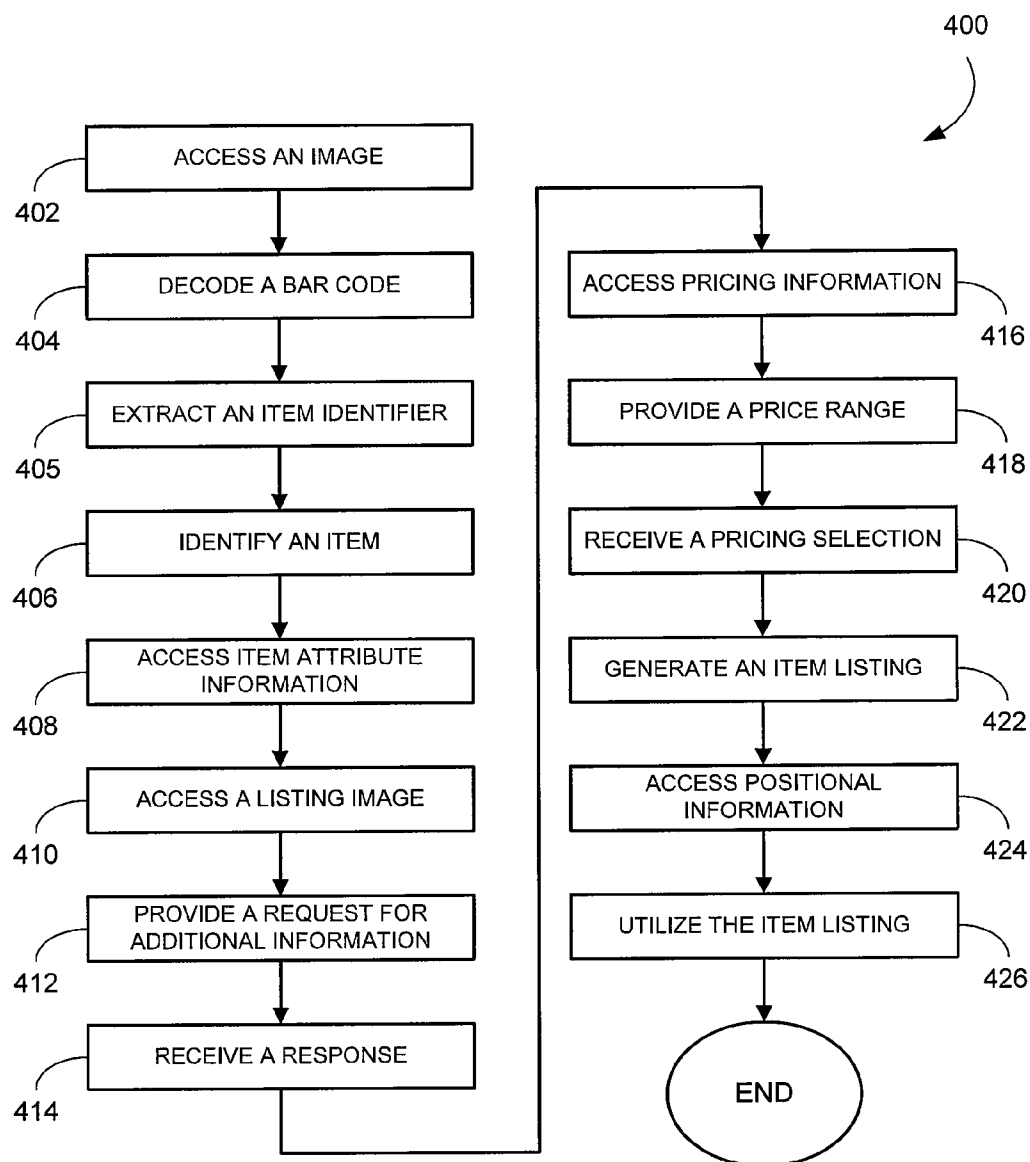 400
ACCESS AN IMAGE
402
DECODE A BAR CODE
404
EXTRACT AN ITEM IDENTIFIER
405
IDENTIFY AN ITEM
406
ACCESS ITEM ATTRIBUTE
INFORMATION
408
ACCESS A LISTING IMAGE
410
PROVIDE A REQUEST FOR
ADDITIONAL INFORMATION
412
RECEIVE A RESPONSE
414
ACCESS PRICING INFORMATION
416
PROVIDE A PRICE RANGE
418
RECEIVE A PRICING SELECTION
420
GENERATE AN ITEM LISTING
422
ACCESS POSITIONAL
INFORMATION
424
UTILIZE THE ITEM LISTING
426
END